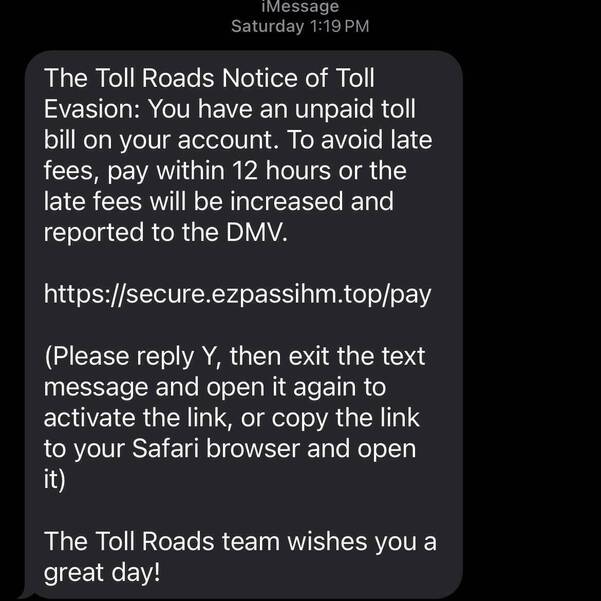 iMessage
Saturday 1:19 PM
The Toll Roads Notice of Toll
Evasion: You have an unpaid toll
bill on your account. To avoid late
fees, pay within 12 hours or the
late fees will be increased and
reported to the DMV.
https://secure.ezpassihm.top/pay
(Please reply Y, then exit the text
message and open it again to
activate the link, or copy the link
to your Safari browser and open
it)
The Toll Roads team wishes you a
great day!